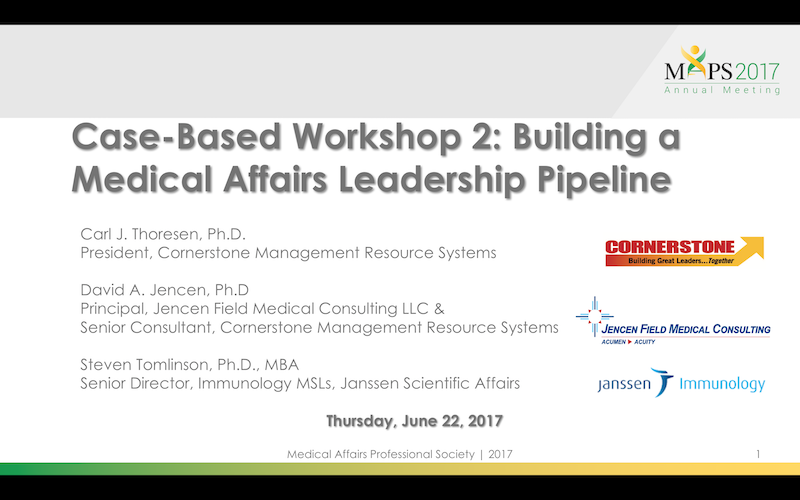 MAPS 2017
Annual Meeting
Case-Based Workshop 2: Building a
Medical Affairs Leadership Pipeline
Carl J. Thoresen, Ph.D.
President, Cornerstone Management Resource Systems
CORNERSTONE
Building Great Leaders...Together
David A. Jencen, Ph.D
Principal, Jencen Field Medical Consulting LLC &
Senior Consultant, Cornerstone Management Resource Systems
JENCEN FIELD MEDICAL CONSULTING
ACUMEN ▶ ACUITY
Steven Tomlinson, Ph.D., MBA
Senior Director, Immunology MSLs, Janssen Scientific Affairs
janssen Immunology
Thursday, June 22, 2017
Medical Affairs Professional Society | 2017
1